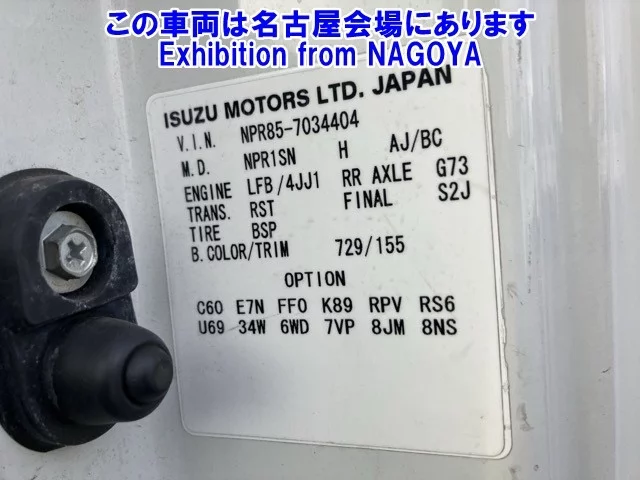 この車両は名古屋会場にあります
Exhibition from NAGOYA
ISUZU MOTORS LTD. JAPAN
V.I.N. NPR85-7034404
M.D. NPR1SN H AJ/BC
ENGINE LFB/4JJ1 RR AXLE G73
TRANS. RST FINAL S2J
TIRE BSP
B.COLOR/TRIM 729/155
OPTION
C60 E7N FF0 K89 RPV RS6
U69 34W 6WD 7VP 8JM 8NS